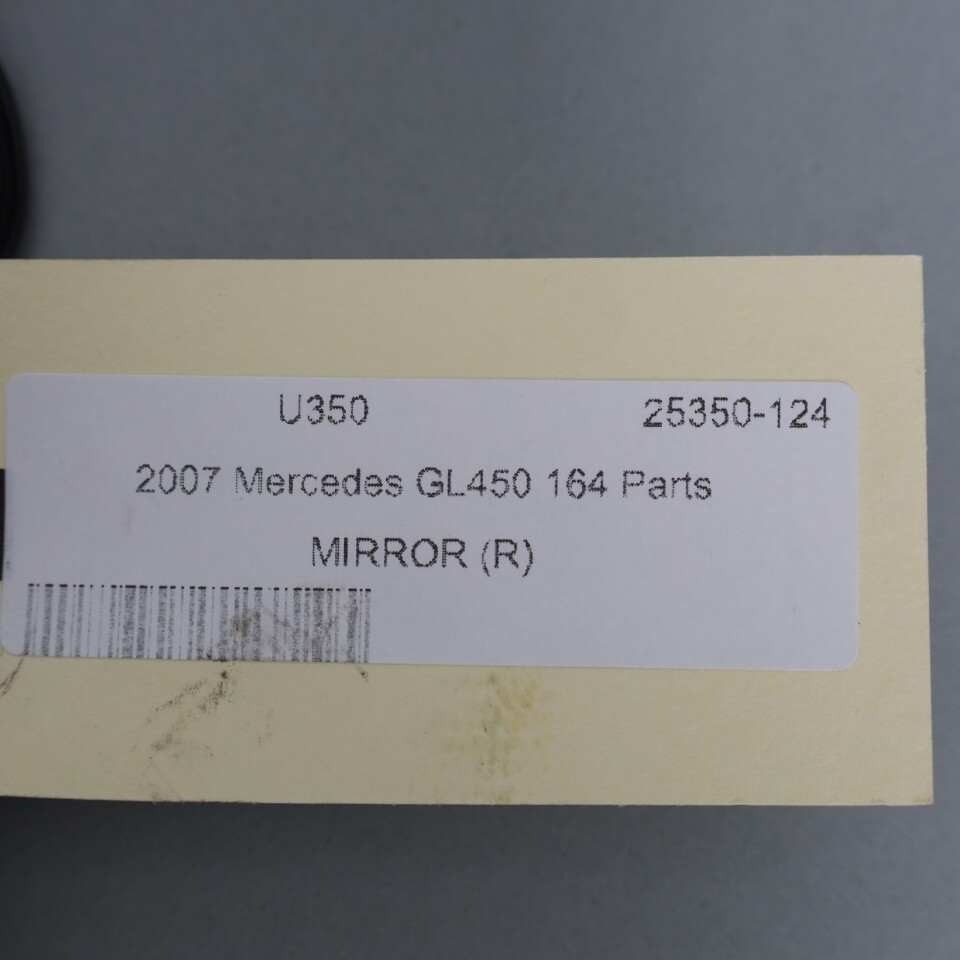 U350 25350-124
2007 Mercedes GL450 164 Parts
MIRROR (R)